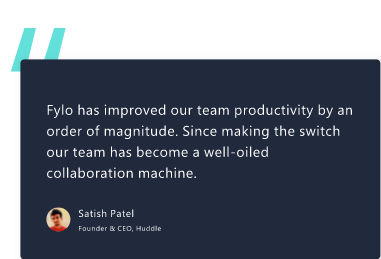 Fylo has improved our team productivity by an
order of magnitude. Since making the switch
our team has become a well-oiled
collaboration machine.
Satish Patel
Founder & CEO, Huddle